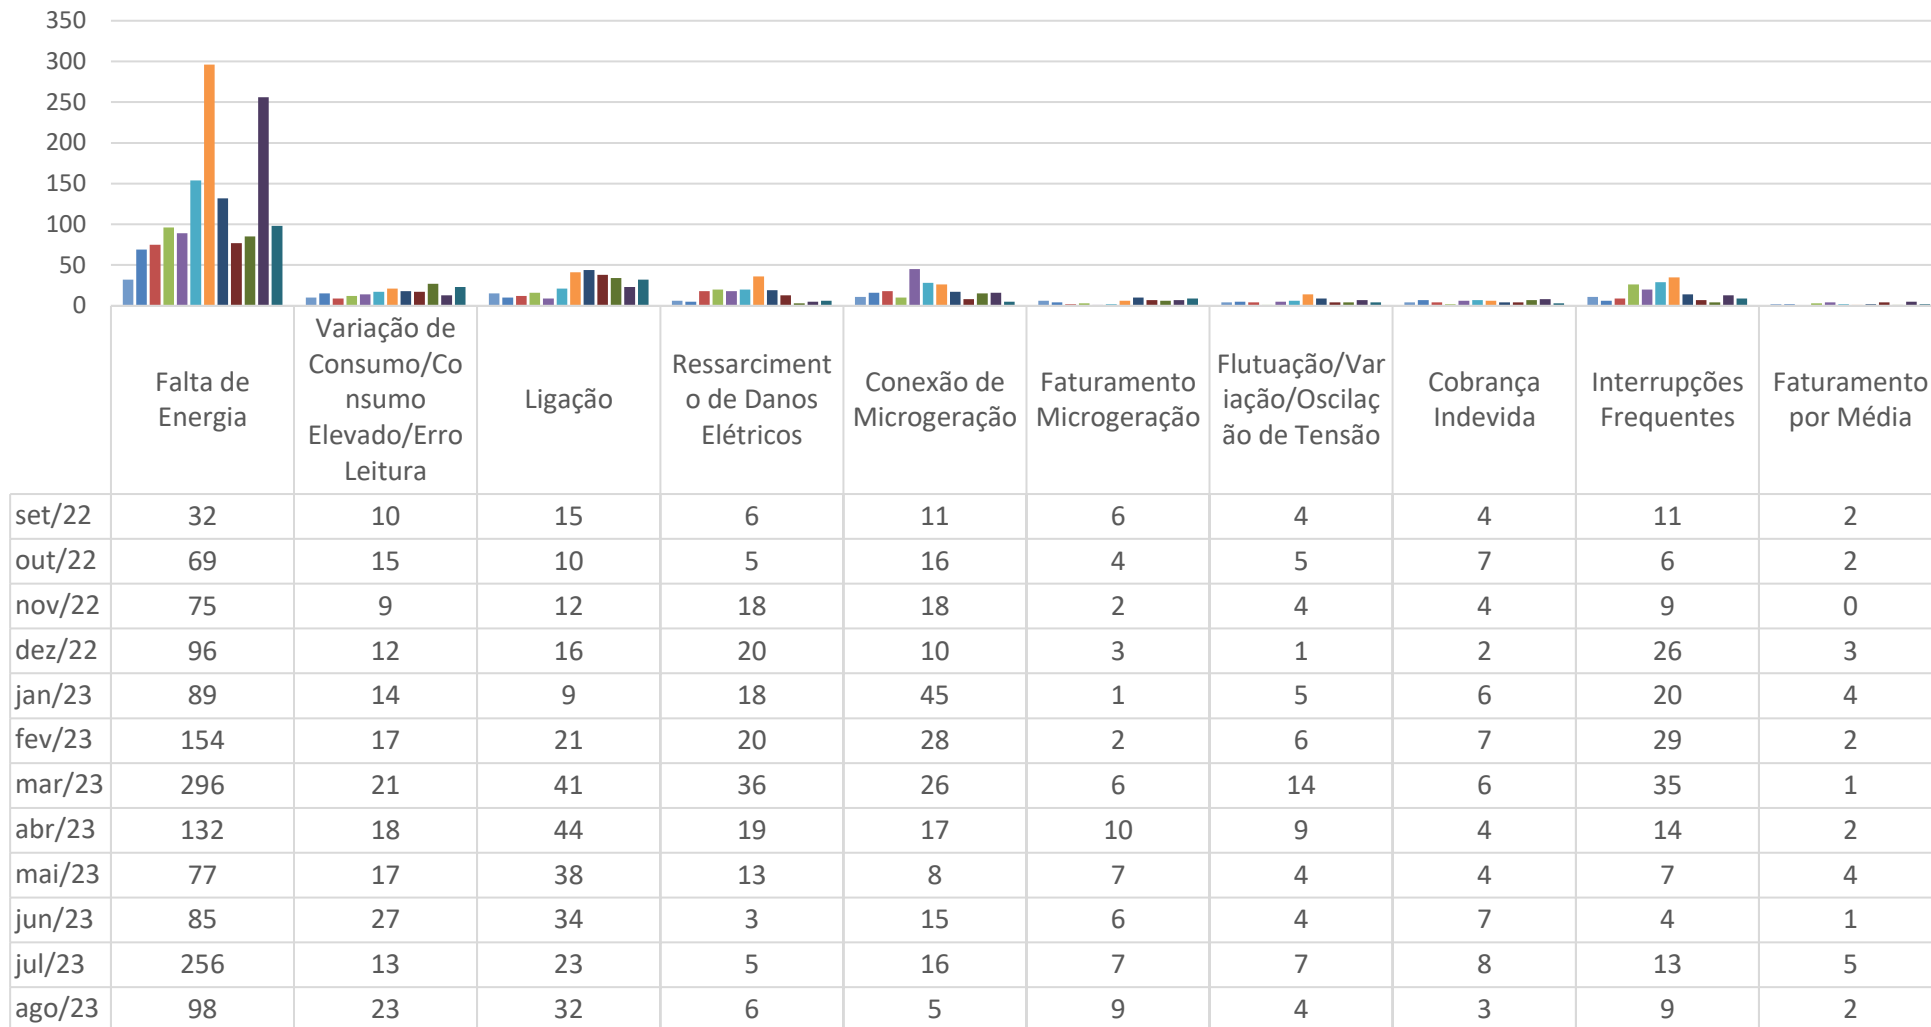 350
300
250
200
150
100
50
0
Falta de
Energia
Variação de
Consumo/Co
nsumo
Elevado/Erro
Leitura
Ligação
Ressarciment
o de Danos
Elétricos
Conexão de
Microgeração
Faturamento
Microgeração
Flutuação/Var
iação/Oscilaç
ão de Tensão
Cobrança
Indevida
Interrupções
Frequentes
Faturamento
por Média
set/22 32 10 15 6 11 6 4 4 11 2
out/22 69 15 10 5 16 4 5 7 6 2
nov/22 75 9 12 18 18 2 4 4 9 0
dez/22 96 12 16 20 10 3 1 2 26 3
jan/23 89 14 9 18 45 1 5 6 20 4
fev/23 154 17 21 20 28 2 6 7 29 2
mar/23 296 21 41 36 26 6 14 6 35 1
abr/23 132 18 44 19 17 10 9 4 14 2
mai/23 77 17 38 13 8 7 4 4 7 4
jun/23 85 27 34 3 15 6 4 7 4 1
jul/23 256 13 23 5 16 7 7 8 13 5
ago/23 98 23 32 6 5 9 4 3 9 2